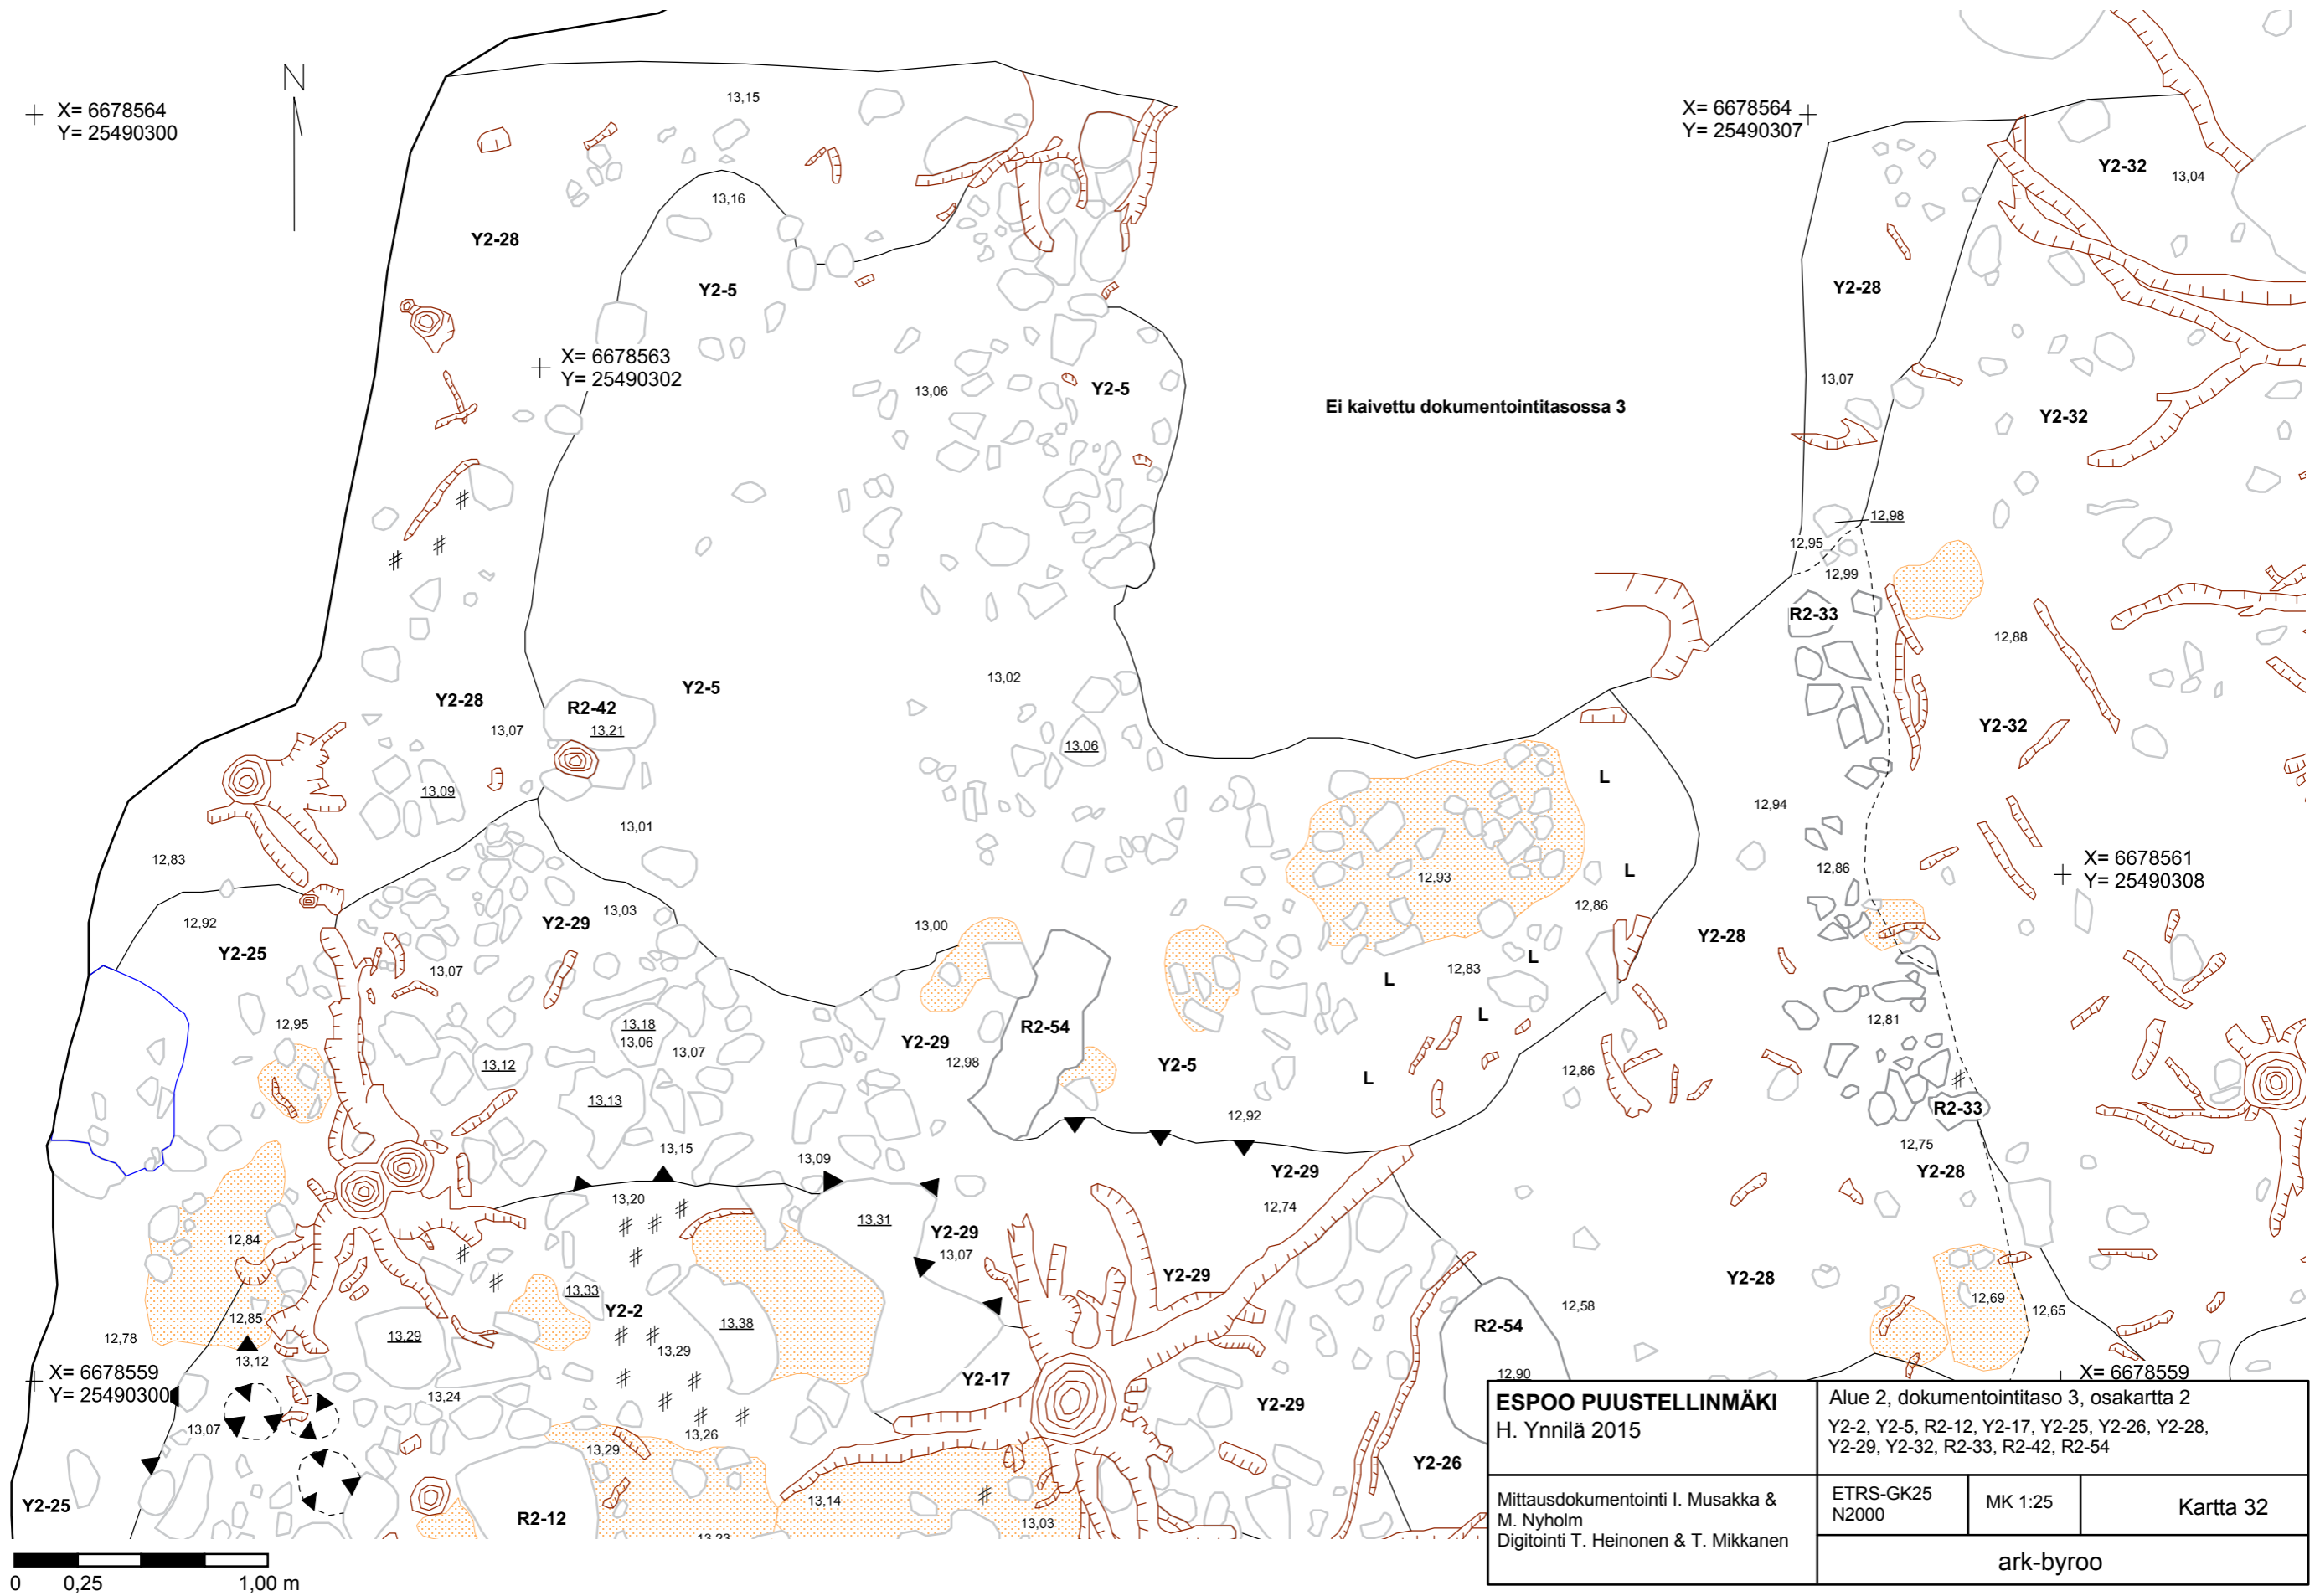 N
X= 6678564
Y= 25490300
X= 6678564
Y= 25490307
13,15
Y2-32
13,04
13,16
Y2-28
Y2-5
Y2-28
X= 6678563
Y= 25490302
13,06
Y2-5
13,07
Ei kaivettu dokumentointitasossa 3
Y2-32
12,98
12,95
12,99
R2-33
12,88
13,02
Y2-5
Y2-28
R2-42
13,21
13,07
Y2-32
13,06
L
13,09
12,94
13,01
12,83
X= 6678561
Y= 25490308
12,86
L
12,93
12,86
13,03
12,92
Y2-29
13,00
Y2-28
Y2-25
13,07
12,83
L
L
12,95
13,18
13,06
13,07
R2-54
L
12,81
Y2-29
12,98
13,12
Y2-5
12,86
L
13,13
R2-33
12,92
12,75
13,15
13,09
Y2-29
Y2-28
13,20
12,74
13,31
Y2-29
13,07
12,84
Y2-29
Y2-28
13,33
12,69
Y2-2
12,58
12,65
12,85
13,38
R2-54
12,78
13,29
13,29
13,12
X= 6678559
Y= 25490300
Y2-17
12,90
X= 6678559
13,24
Y2-29
13,07
13,26
13,29
Y2-26
Y2-25
13,14
R2-12
13,03
13,23
0
0,25
1,00 m
ESPOO PUUSTELLINMÄKI
H. Ynnilä 2015
Alue 2, dokumentointitaso 3, osakartta 2
Y2-2, Y2-5, R2-12, Y2-17, Y2-25, Y2-26, Y2-28,
Y2-29, Y2-32, R2-33, R2-42, R2-54
Mittausdokumentointi I. Musakka &
M. Nyholm
Digitointi T. Heinonen & T. Mikkanen
ETRS-GK25
N2000
MK 1:25
Kartta 32
ark-byroo